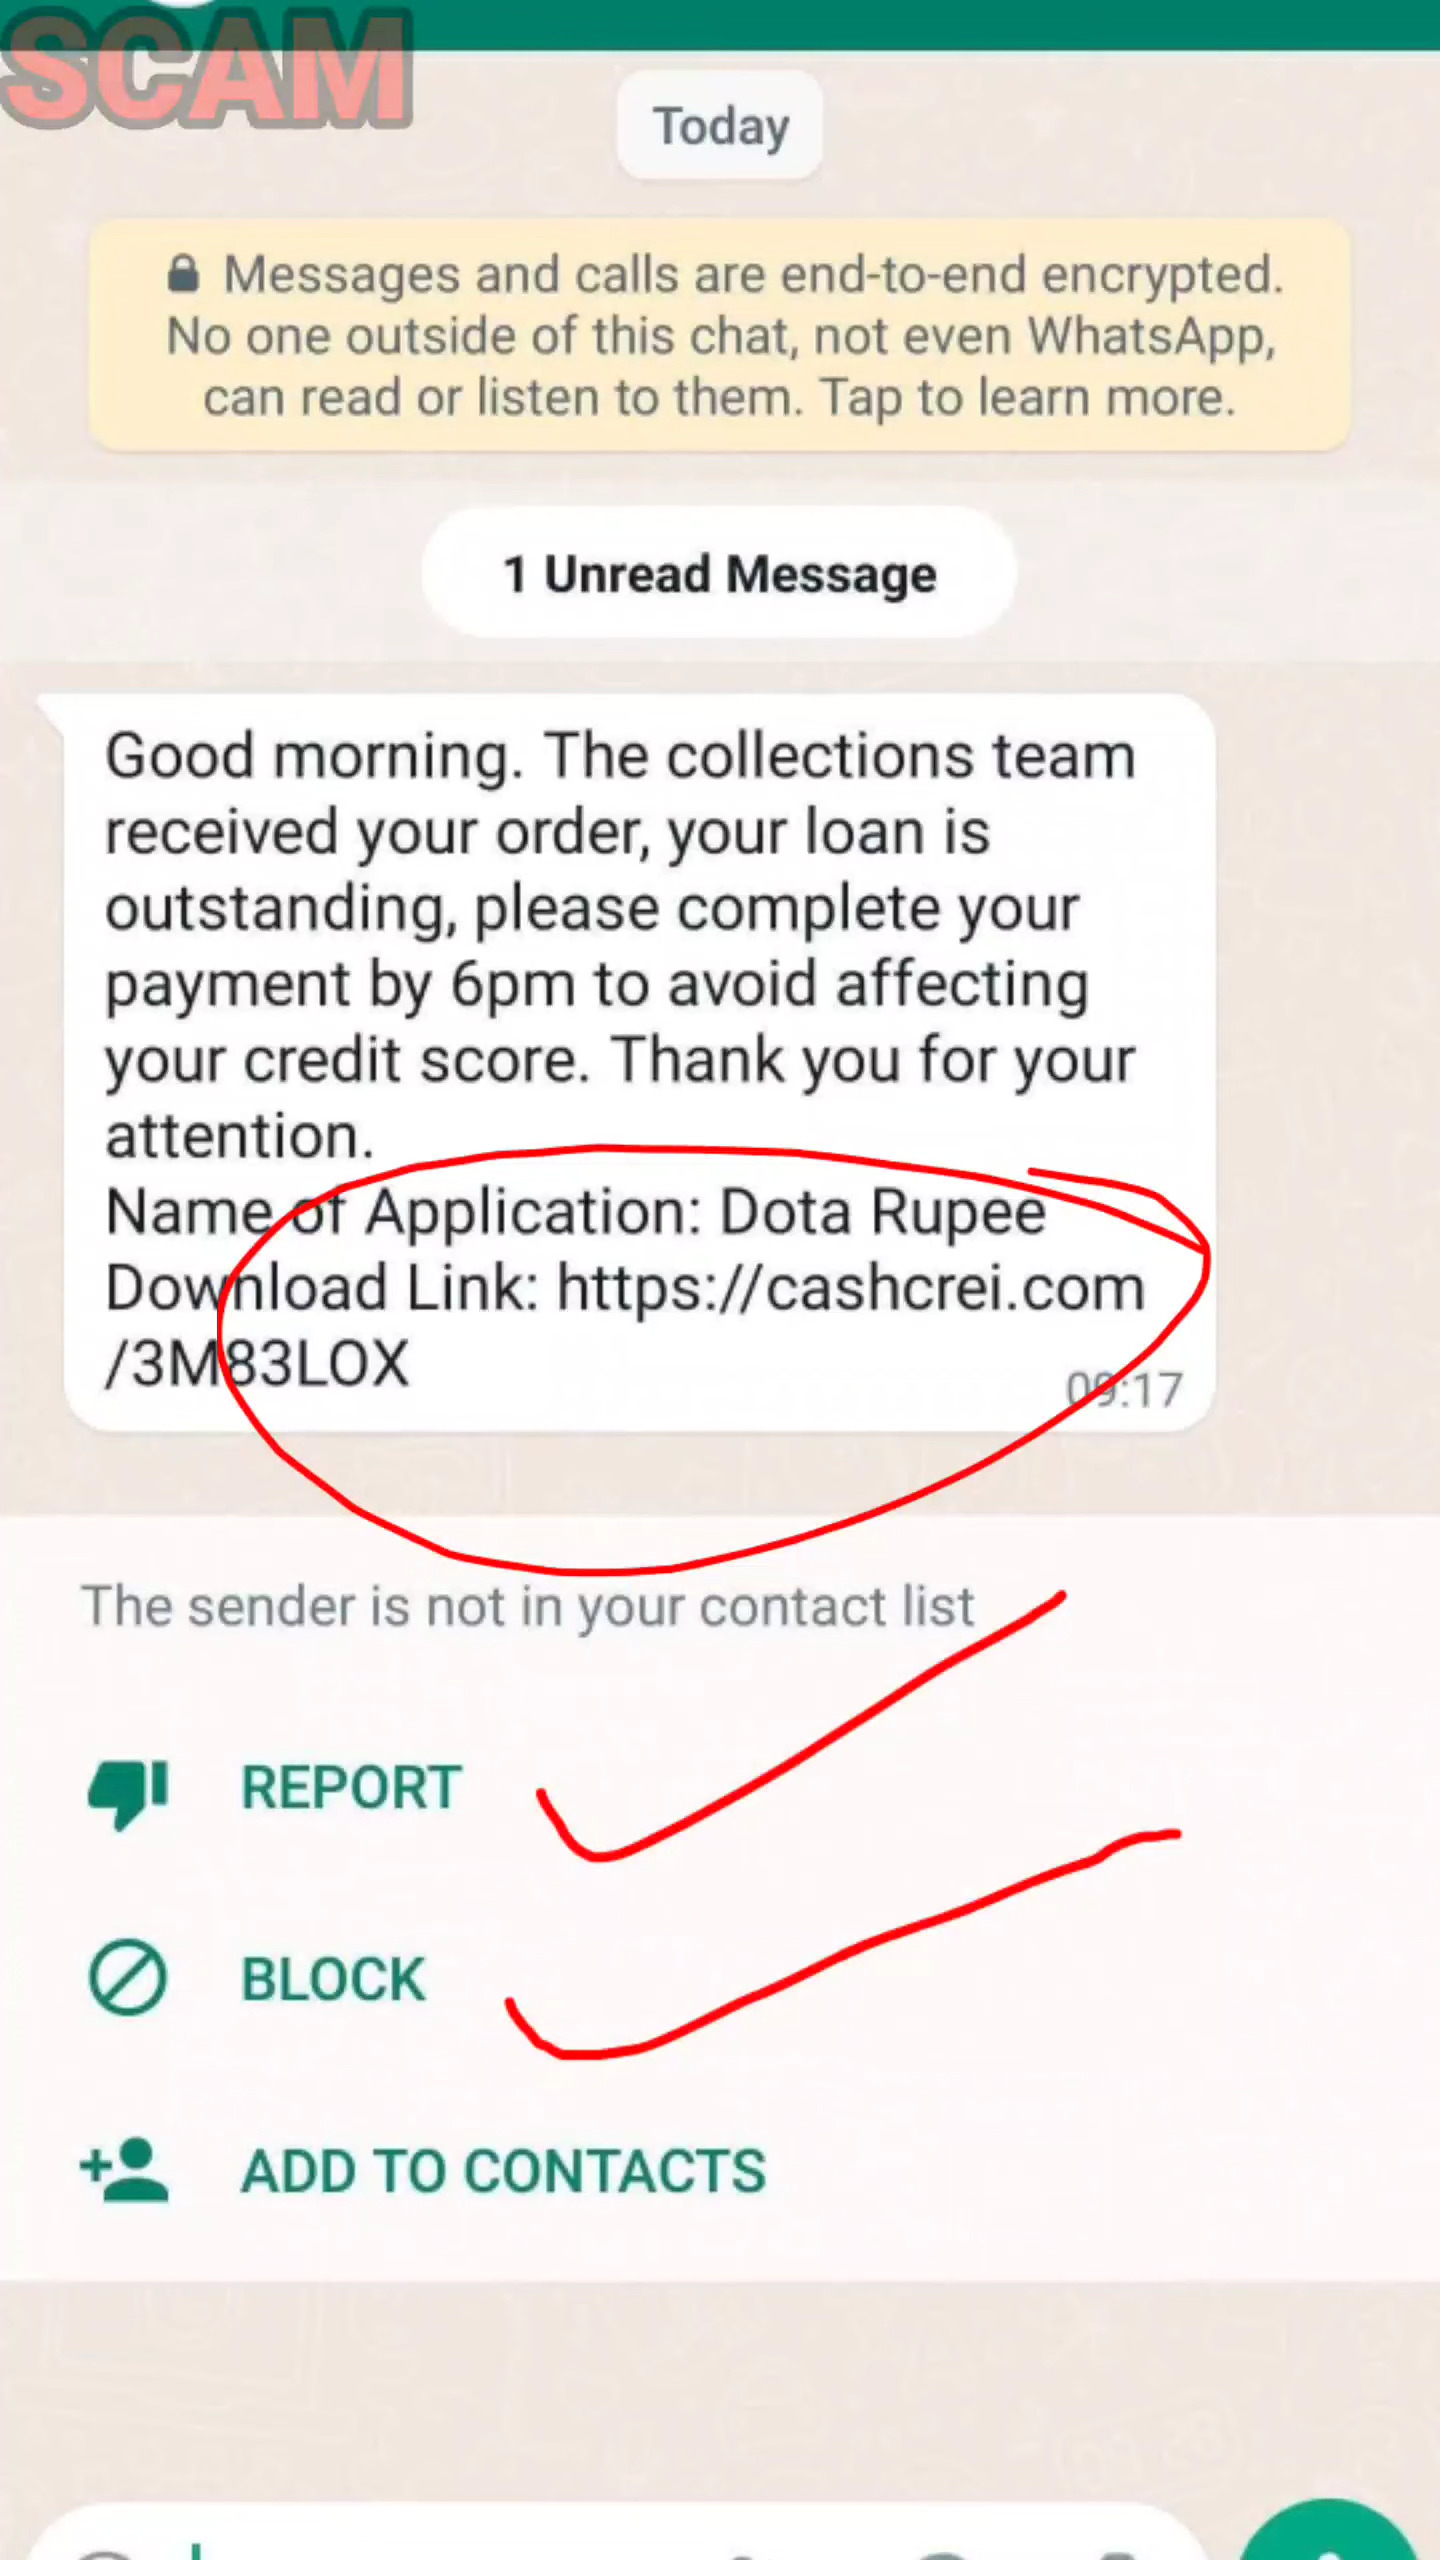 SCAM
Today
Messages and calls are end-to-end encrypted.
No one outside of this chat, not even WhatsApp,
can read or listen to them. Tap to learn more.
1 Unread Message
Good morning. The collections team
received your order, your loan is
outstanding, please complete your
payment by 6pm to avoid affecting
your credit score. Thank you for your
attention.
Name of Application: Dota Rupee
Download Link: https://cashcrei.com
/3M83LOX
09:17
The sender is not in your contact list
REPORT
BLOCK
ADD TO CONTACTS